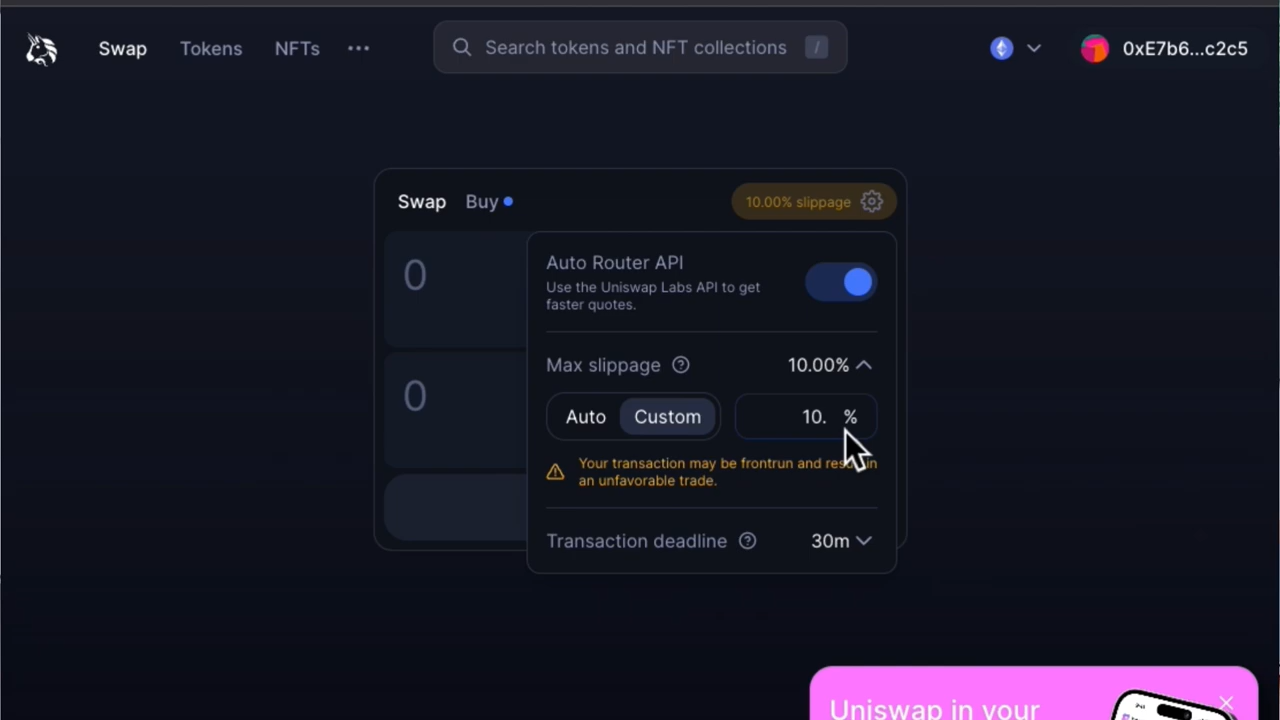 Swap Tokens NFTs ••• Search tokens and NFT collections / 0xE7b6...c2c5
Swap Buy 10.00% slippage
0
Auto Router API
Use the Uniswap Labs API to get
faster quotes.
Max slippage ? 10.00%
0
Auto Custom 10. %
Your transaction may be frontrun and result in
an unfavorable trade.
Transaction deadline ? 30m
Uniswap in your